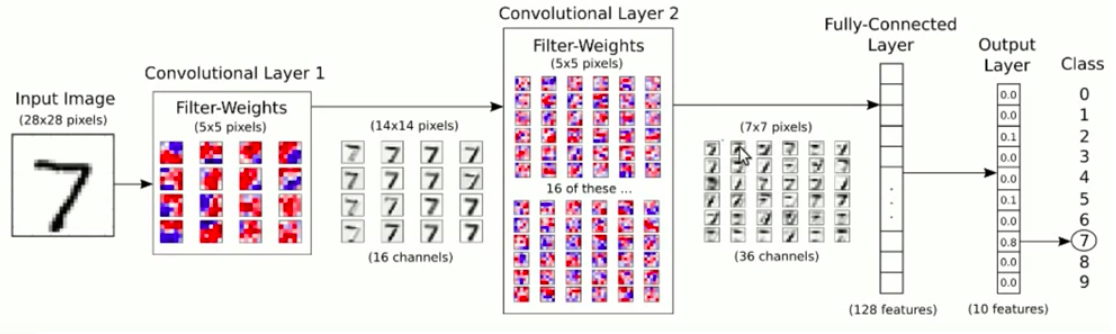 Input Image
(28x28 pixels)
Convolutional Layer 1
Filter-Weights
(5x5 pixels)
(14x14 pixels)
(16 channels)
Convolutional Layer 2
Filter-Weights
(5x5 pixels)
16 of these ...
(7x7 pixels)
(36 channels)
Fully-Connected
Layer
(128 features)
Output
Layer
0.0
0.0
0.1
0.0
0.0
0.1
0.0
0.8
0.0
0.0
(10 features)
Class
0
1
2
3
4
5
6
7
8
9
7